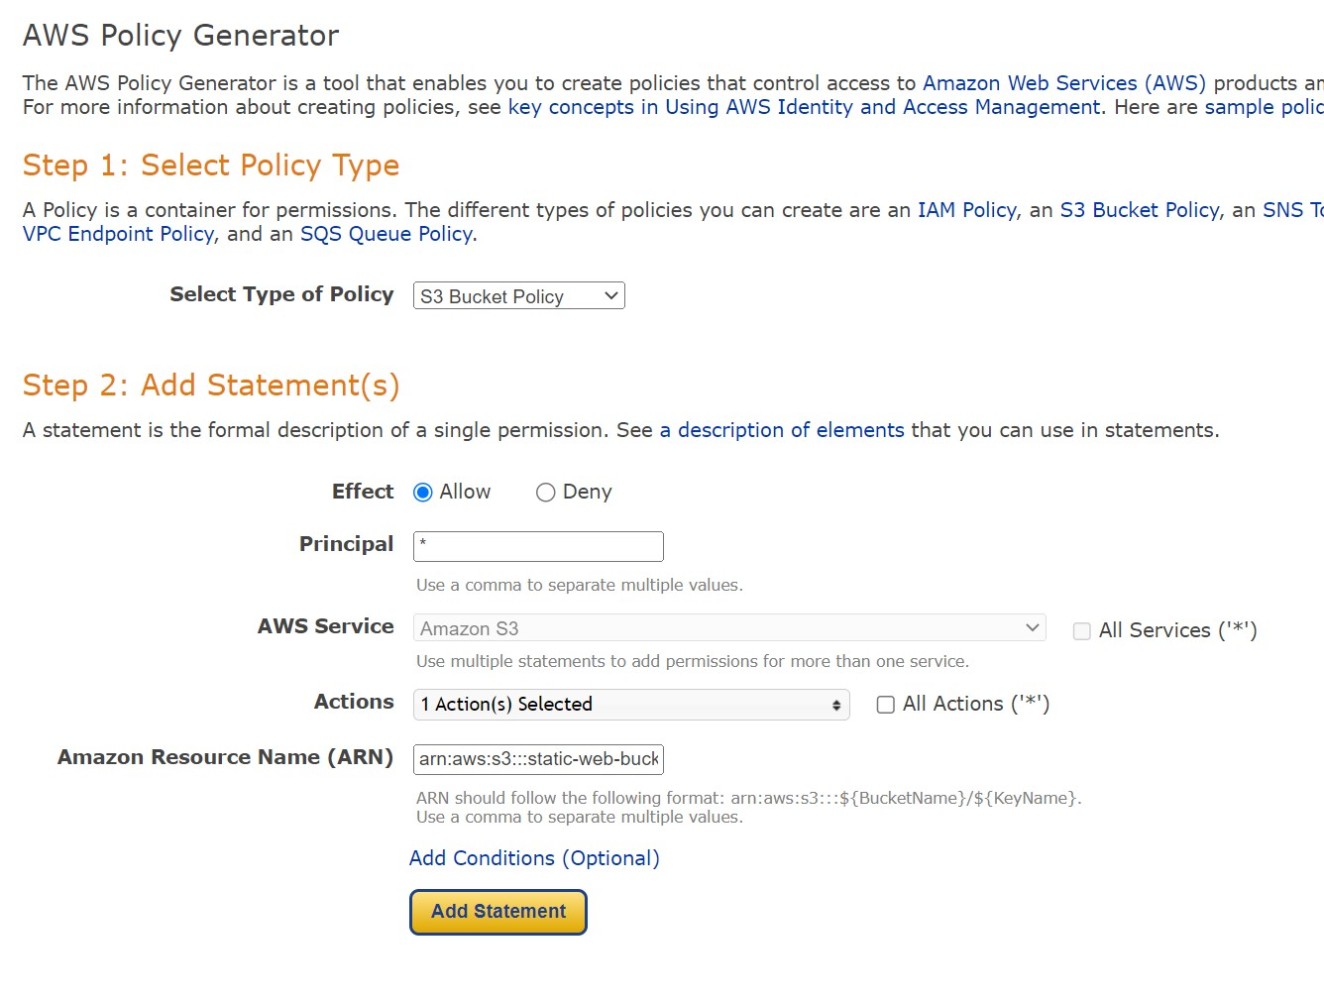 AWS Policy Generator
The AWS Policy Generator is a tool that enables you to create policies that control access to Amazon Web Services (AWS) products
For more information about creating policies, see key concepts in Using AWS Identity and Access Management. Here are sample
Step 1: Select Policy Type
A Policy is a container for permissions. The different types of policies you can create are an IAM Policy, an S3 Bucket Policy, an SNS
VPC Endpoint Policy, and an SQS Queue Policy.
Select Type of Policy S3 Bucket Policy
Step 2: Add Statement(s)
A statement is the formal description of a single permission. See a description of elements that you can use in statements.
Effect Allow Deny
Principal *
Use a comma to separate multiple values.
AWS Service Amazon S3 All Services ('*')
Use multiple statements to add permissions for more than one service.
Actions 1 Action(s) Selected All Actions ('*')
Amazon Resource Name (ARN) arn:aws:s3:::static-web-buck
ARN should follow the following format: arn:aws:s3:::${BucketName}/${KeyName}.
Use a comma to separate multiple values.
Add Conditions (Optional)
Add Statement